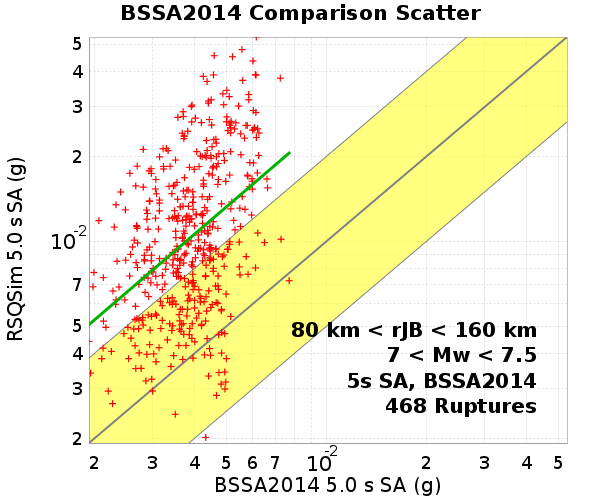 BSSA2014 Comparison Scatter
RSQSim 5.0 s SA (g)
5
4
3
2
10-2
7
5
4
3
2
80 km < rJB < 160 km
7 < Mw < 7.5
5s SA, BSSA2014
468 Ruptures
2 3 4 5 6 7 10-2 2 3 4 5
BSSA2014 5.0 s SA (g)